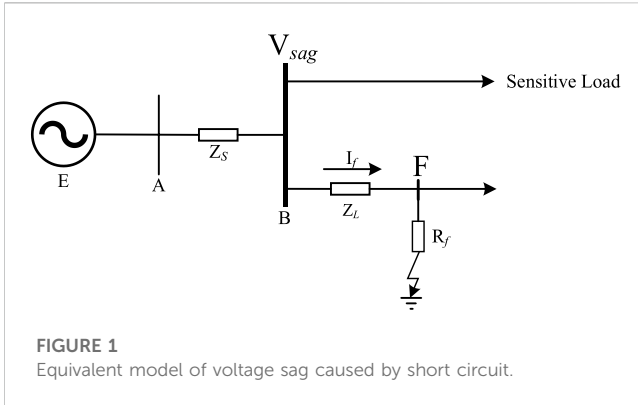 V_sag
Sensitive Load
E
A
Z_S
I_f
F
B
Z_L
R_f
FIGURE 1
Equivalent model of voltage sag caused by short circuit.